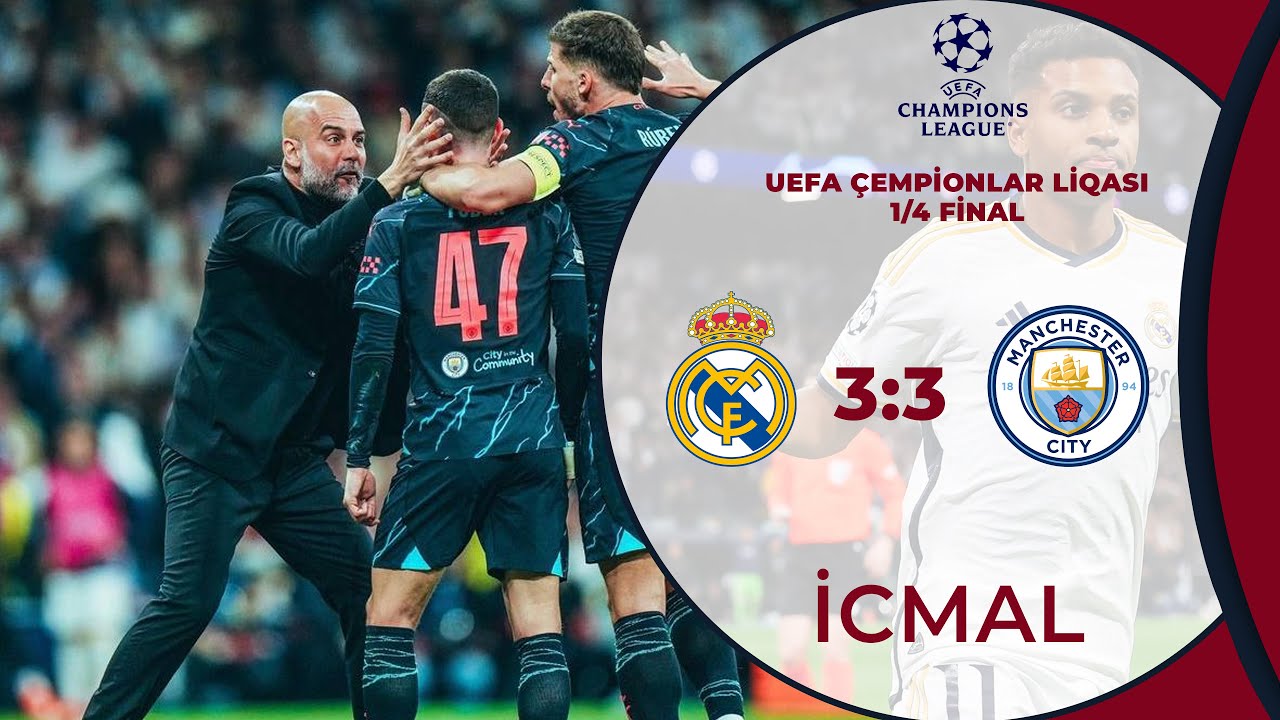 UEFA
CHAMPIONS
LEAGUE
UEFA ÇEMPİONLAR LİQASI
1/4 FİNAL
3:3
MANCHESTER
18 94
CITY
İCMAL
RÚBE
47
City in the
Community